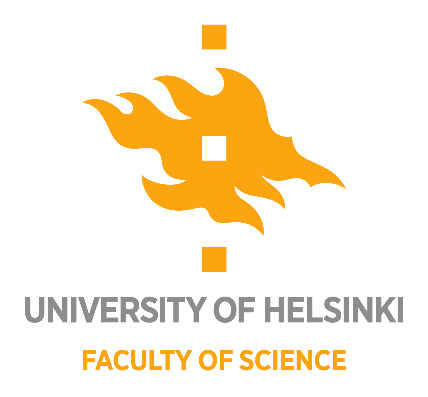 UNIVERSITY OF HELSINKI
FACULTY OF SCIENCE